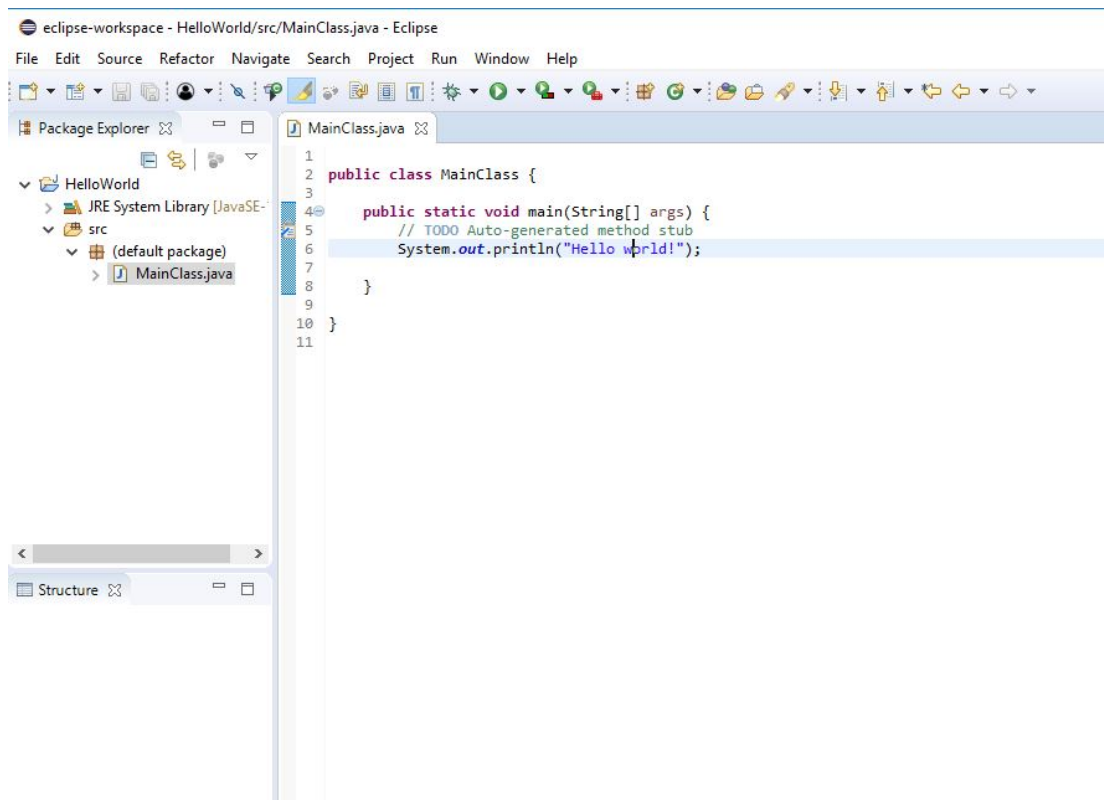 eclipse-workspace - HelloWorld/src/MainClass.java - Eclipse
File Edit Source Refactor Navigate Search Project Run Window Help
Package Explorer
HelloWorld
JRE System Library [JavaSE-
src
(default package)
MainClass.java
Structure
MainClass.java
1
2 public class MainClass {
3
4 public static void main(String[] args) {
5 // TODO Auto-generated method stub
6 System.out.println("Hello world!");
7
8 }
9
10 }
11